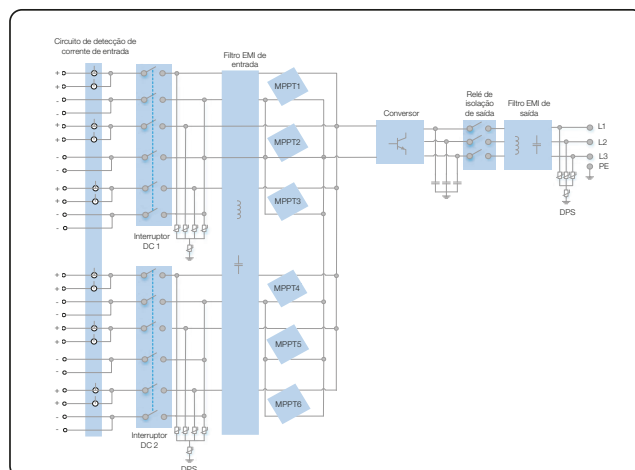 Circuito de detecção de
corrente de entrada
Filtro EMI de
entrada
Relé de
isolação
de saída
Filtro EMI de
saída
Conversor
MPPT1
MPPT2
MPPT3
MPPT4
MPPT5
MPPT6
L1
L2
L3
PE
DPS
Interruptor
DC 1
Interruptor
DC 2
DPS
+
+
-
-
+
+
-
-
+
+
-
-
+
+
-
-
+
+
-
-
+
+
-
-